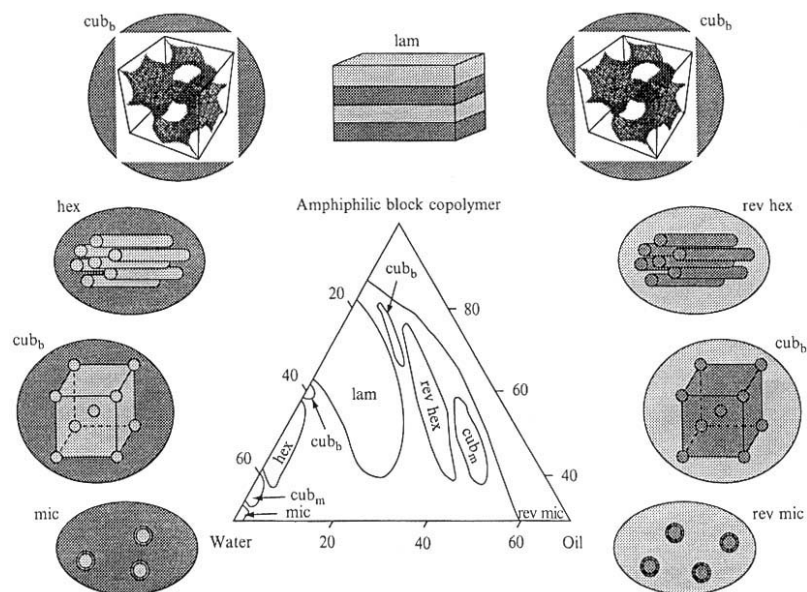 cub_b
lam
cub_b
hex
Amphiphilic block copolymer
rev hex
cub_b
20
80
cub_b
cub_b
40
lam
rev hex
60
cub_b
hex
cub_m
60
40
cub_m
mic
mic
rev mic
rev mic
Water
20
40
60
Oil